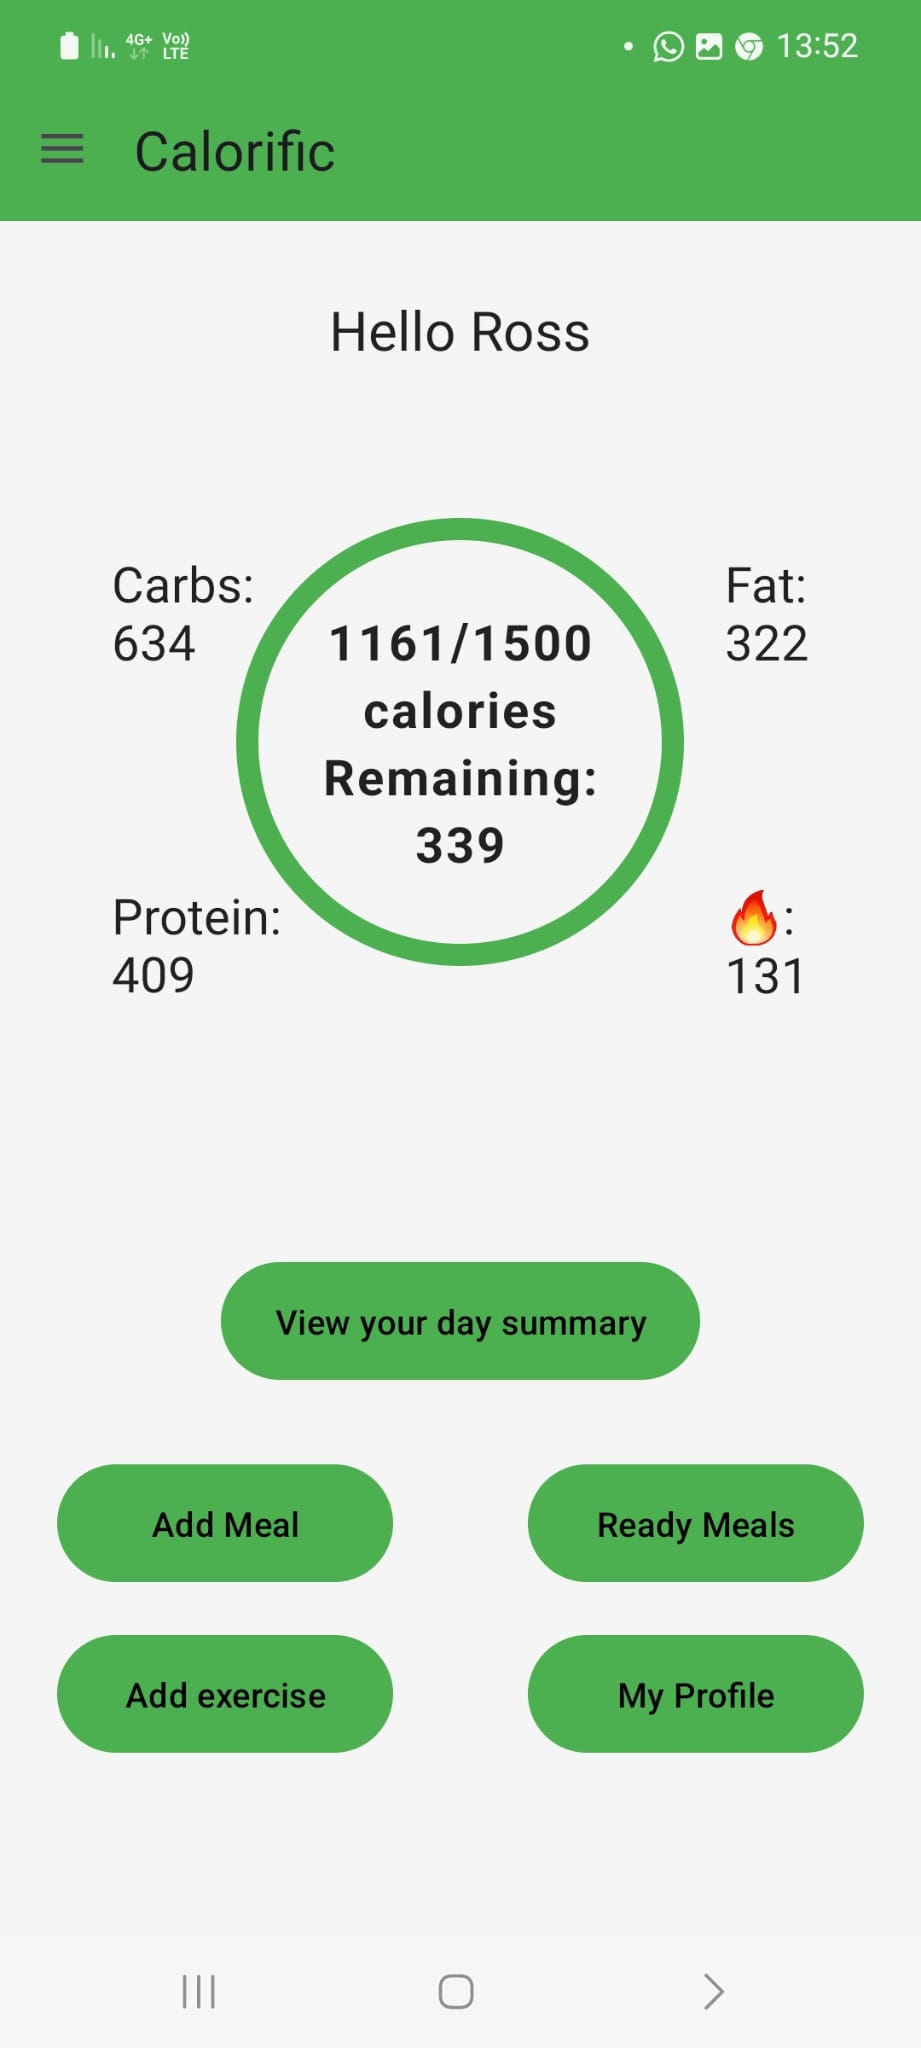 4G+ Vo)) LTE
13:52
Calorific
Hello Ross
Carbs:
634
Fat:
322
1161/1500
calories
Remaining:
339
Protein:
409
🔥:
131
View your day summary
Add Meal
Ready Meals
Add exercise
My Profile